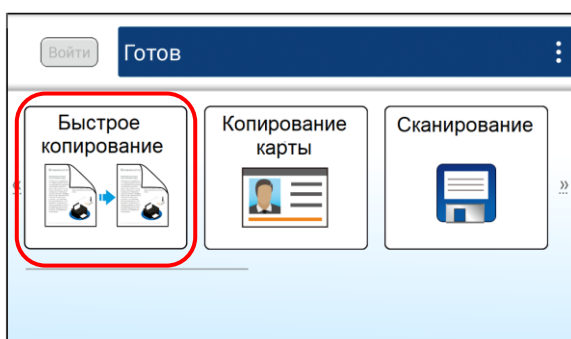 Войти
Готов
Быстрое
копирование
Копирование
карты
Сканирование
«
»